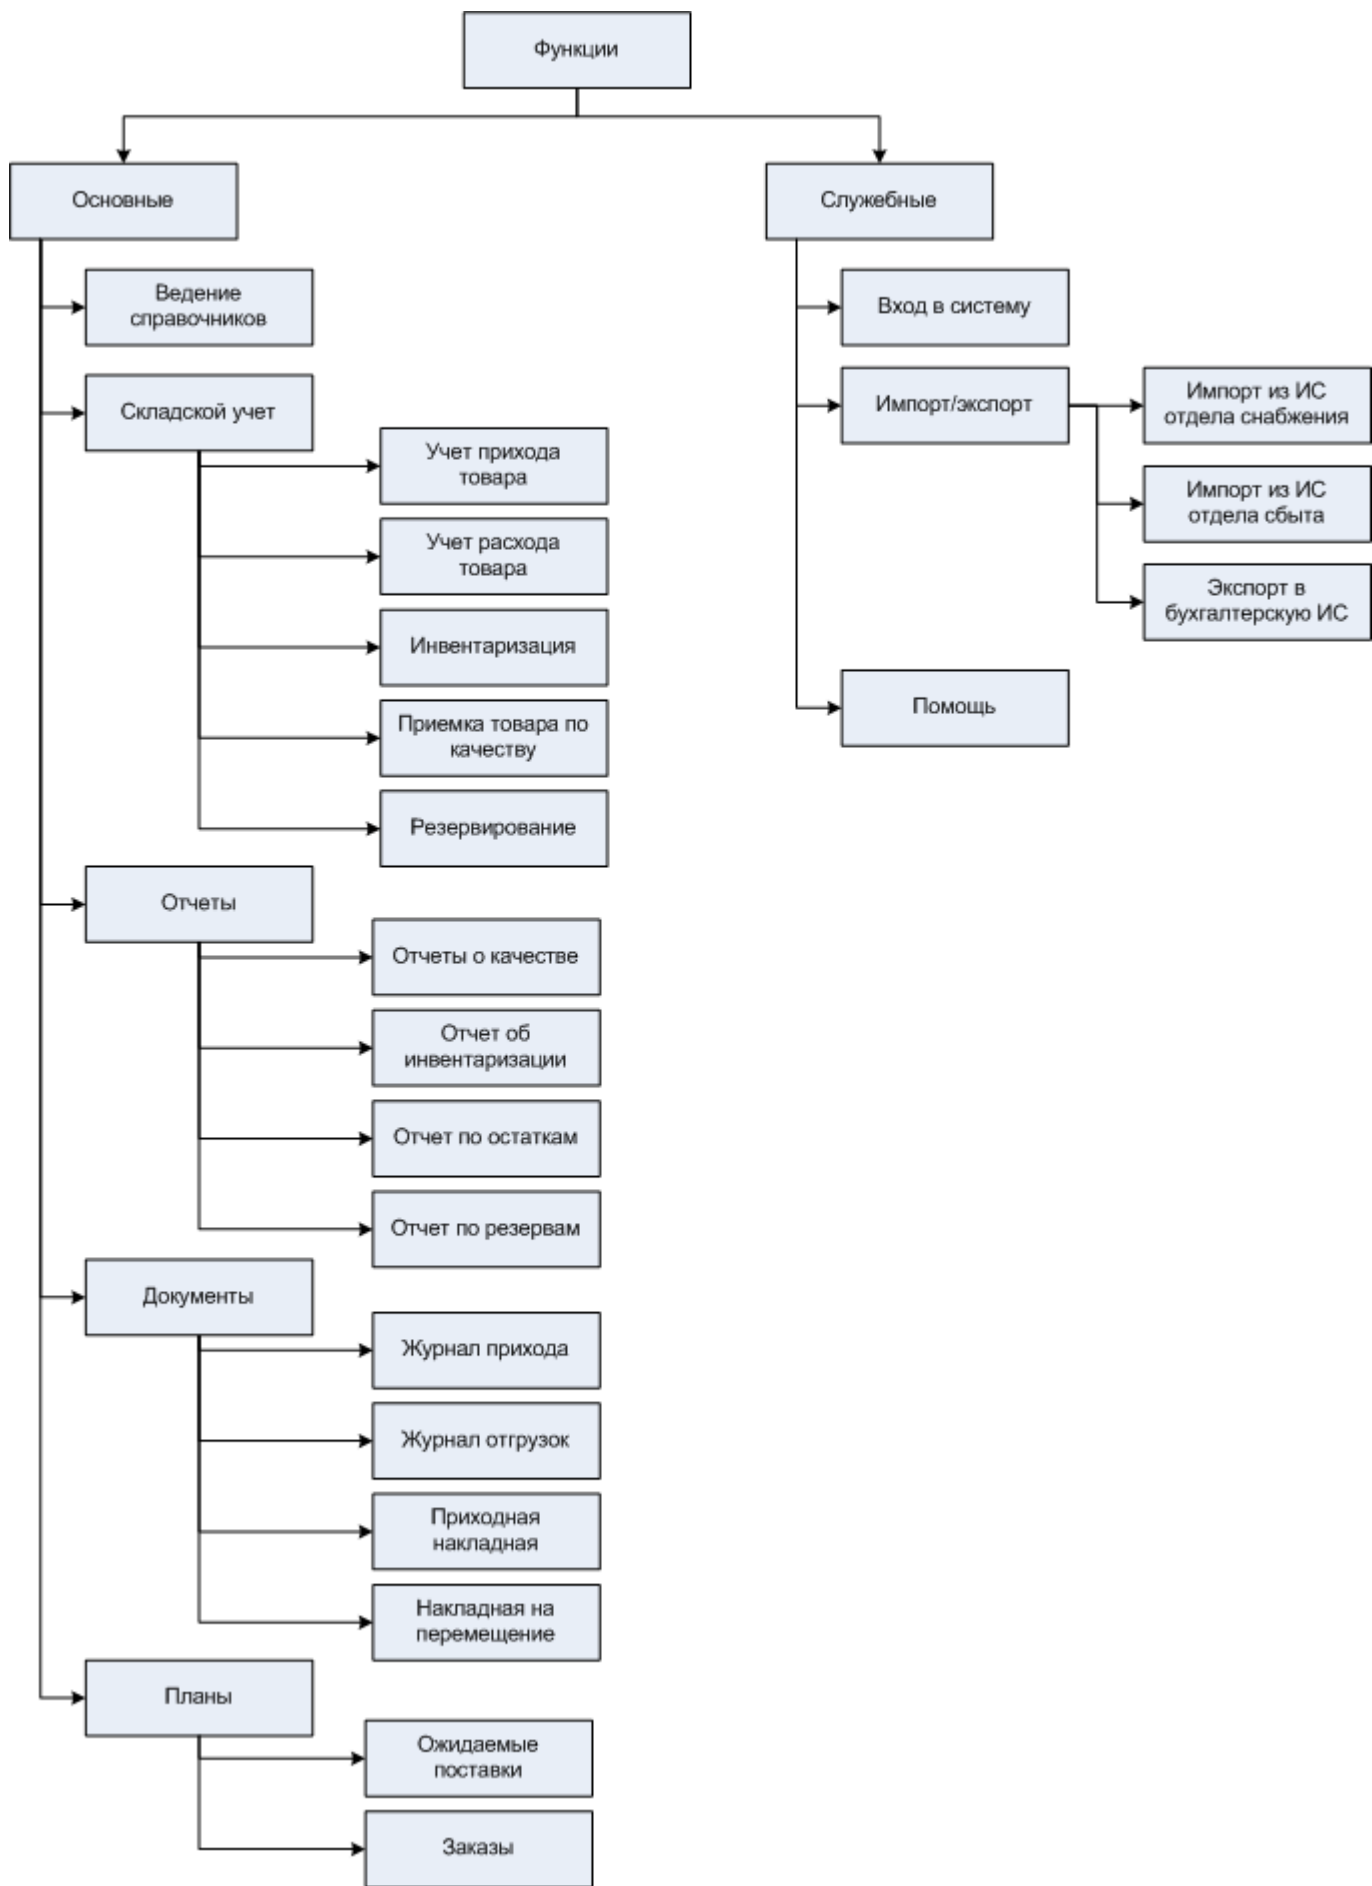 Функции
Основные
Служебные
Ведение
справочников
Вход в систему
Складской учет
Импорт/экспорт
Импорт из ИС
отдела снабжения
Учет прихода
товара
Импорт из ИС
отдела сбыта
Учет расхода
товара
Экспорт в
бухгалтерскую ИС
Инвентаризация
Помощь
Приемка товара по
качеству
Резервирование
Отчеты
Отчеты о качестве
Отчет об
инвентаризации
Отчет по остаткам
Отчет по резервам
Документы
Журнал прихода
Журнал отгрузок
Приходная
накладная
Накладная на
перемещение
Планы
Ожидаемые
поставки
Заказы